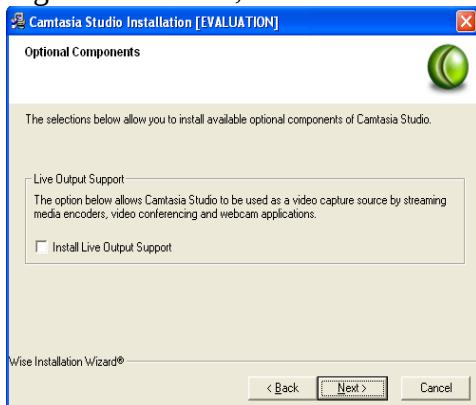 Camtasia Studio Installation [EVALUATION]
Optional Components
The selections below allow you to install available optional components of Camtasia Studio.
Live Output Support
The option below allows Camtasia Studio to be used as a video capture source by streaming
media encoders, video conferencing and webcam applications.
Install Live Output Support
Wise Installation Wizard®
< Back
Next >
Cancel